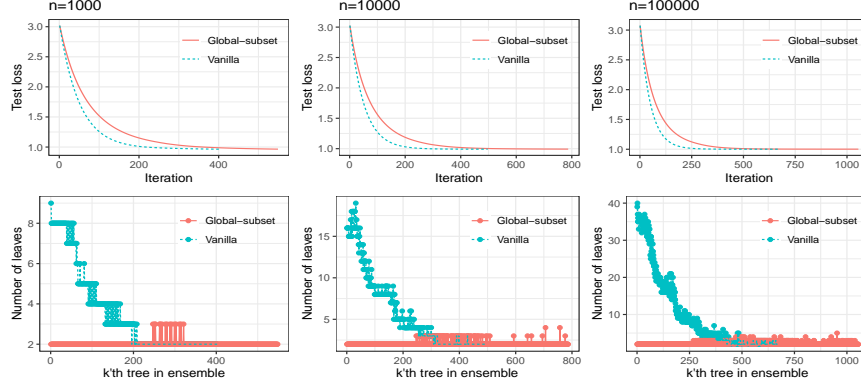 n=1000
n=10000
n=100000
Test loss
3.0
2.5
2.0
1.5
1.0
Global−subset
Vanilla
0
200
400
Iteration
Test loss
3.0
2.5
2.0
1.5
1.0
Global−subset
Vanilla
0
200
400
600
800
Iteration
Test loss
3.0
2.5
2.0
1.5
1.0
Global−subset
Vanilla
0
250
500
750
1000
Iteration
Number of leaves
8
6
4
2
Global−subset
Vanilla
0
200
400
k'th tree in ensemble
Number of leaves
15
10
5
Global−subset
Vanilla
0
200
400
600
800
k'th tree in ensemble
Number of leaves
40
30
20
10
Global−subset
Vanilla
0
250
500
750
1000
k'th tree in ensemble